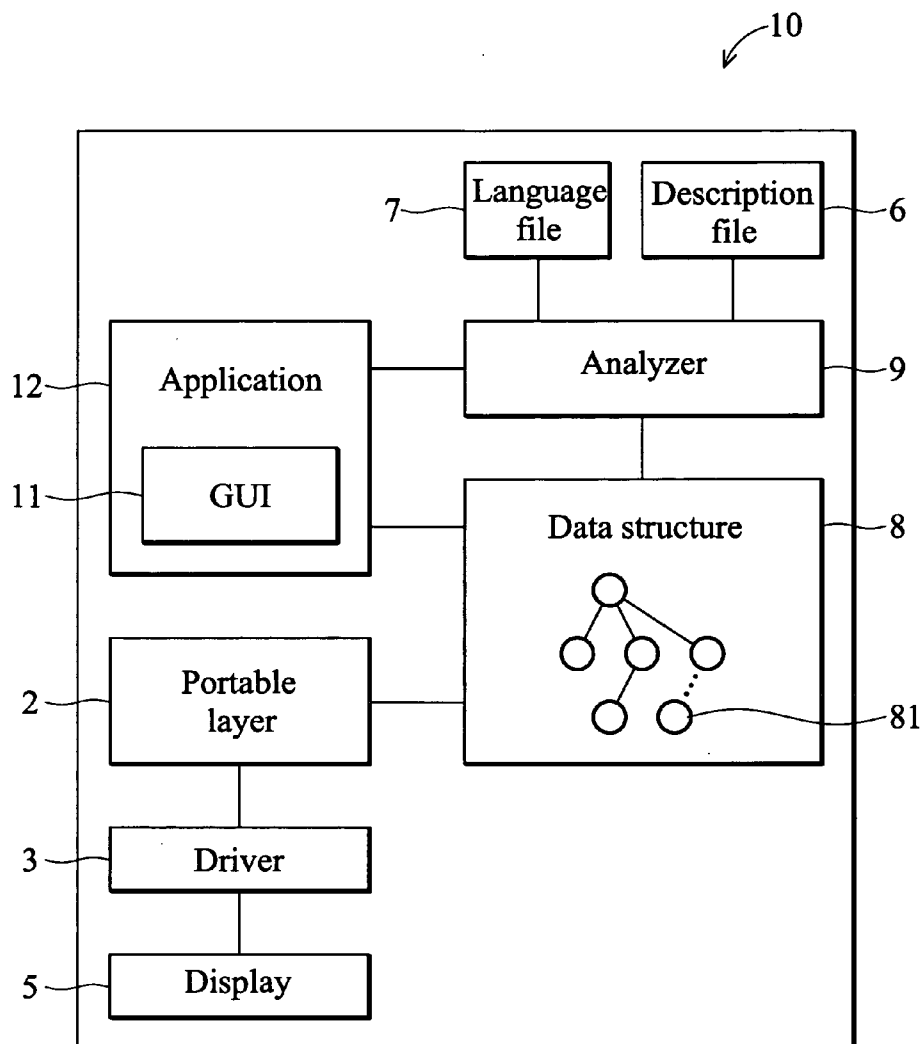 10
Language
file
7
Description
file
6
Application
12
Analyzer
9
GUI
11
Data structure
8
Portable
layer
2
81
Driver
3
Display
5